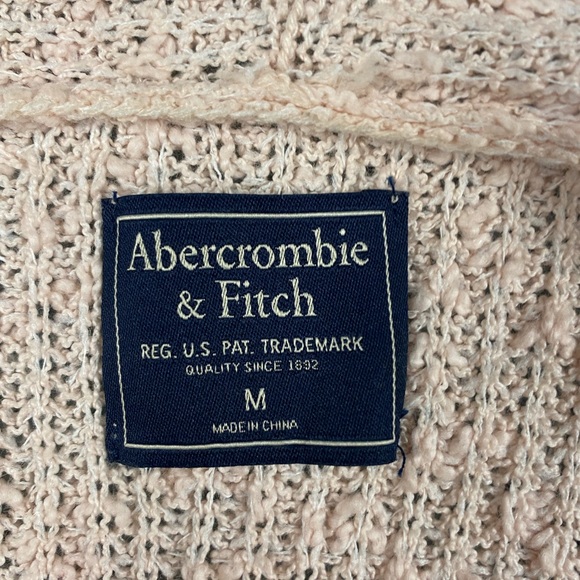 Abercrombie
& Fitch
REG. U.S. PAT. TRADEMARK
QUALITY SINCE 1892
M
MADE IN CHINA